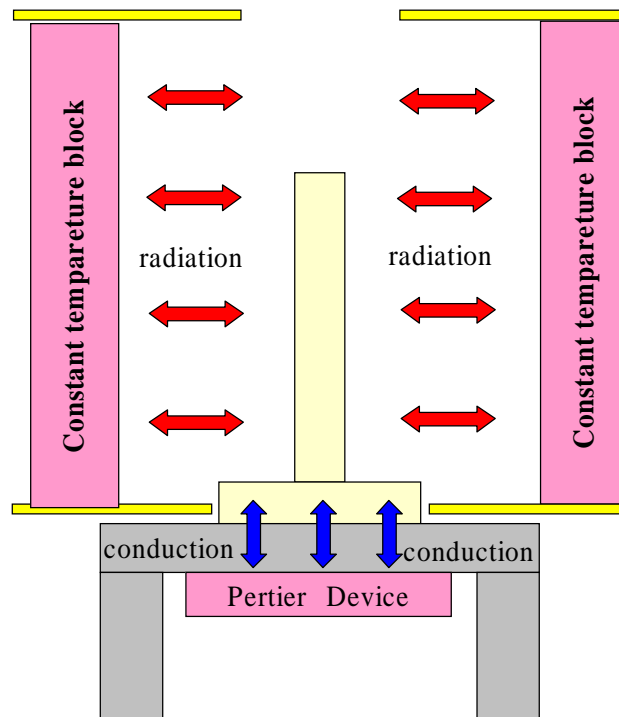 Constant tempareture block
radiation
radiation
Constant tempareture block
conduction
conduction
Pertier Device